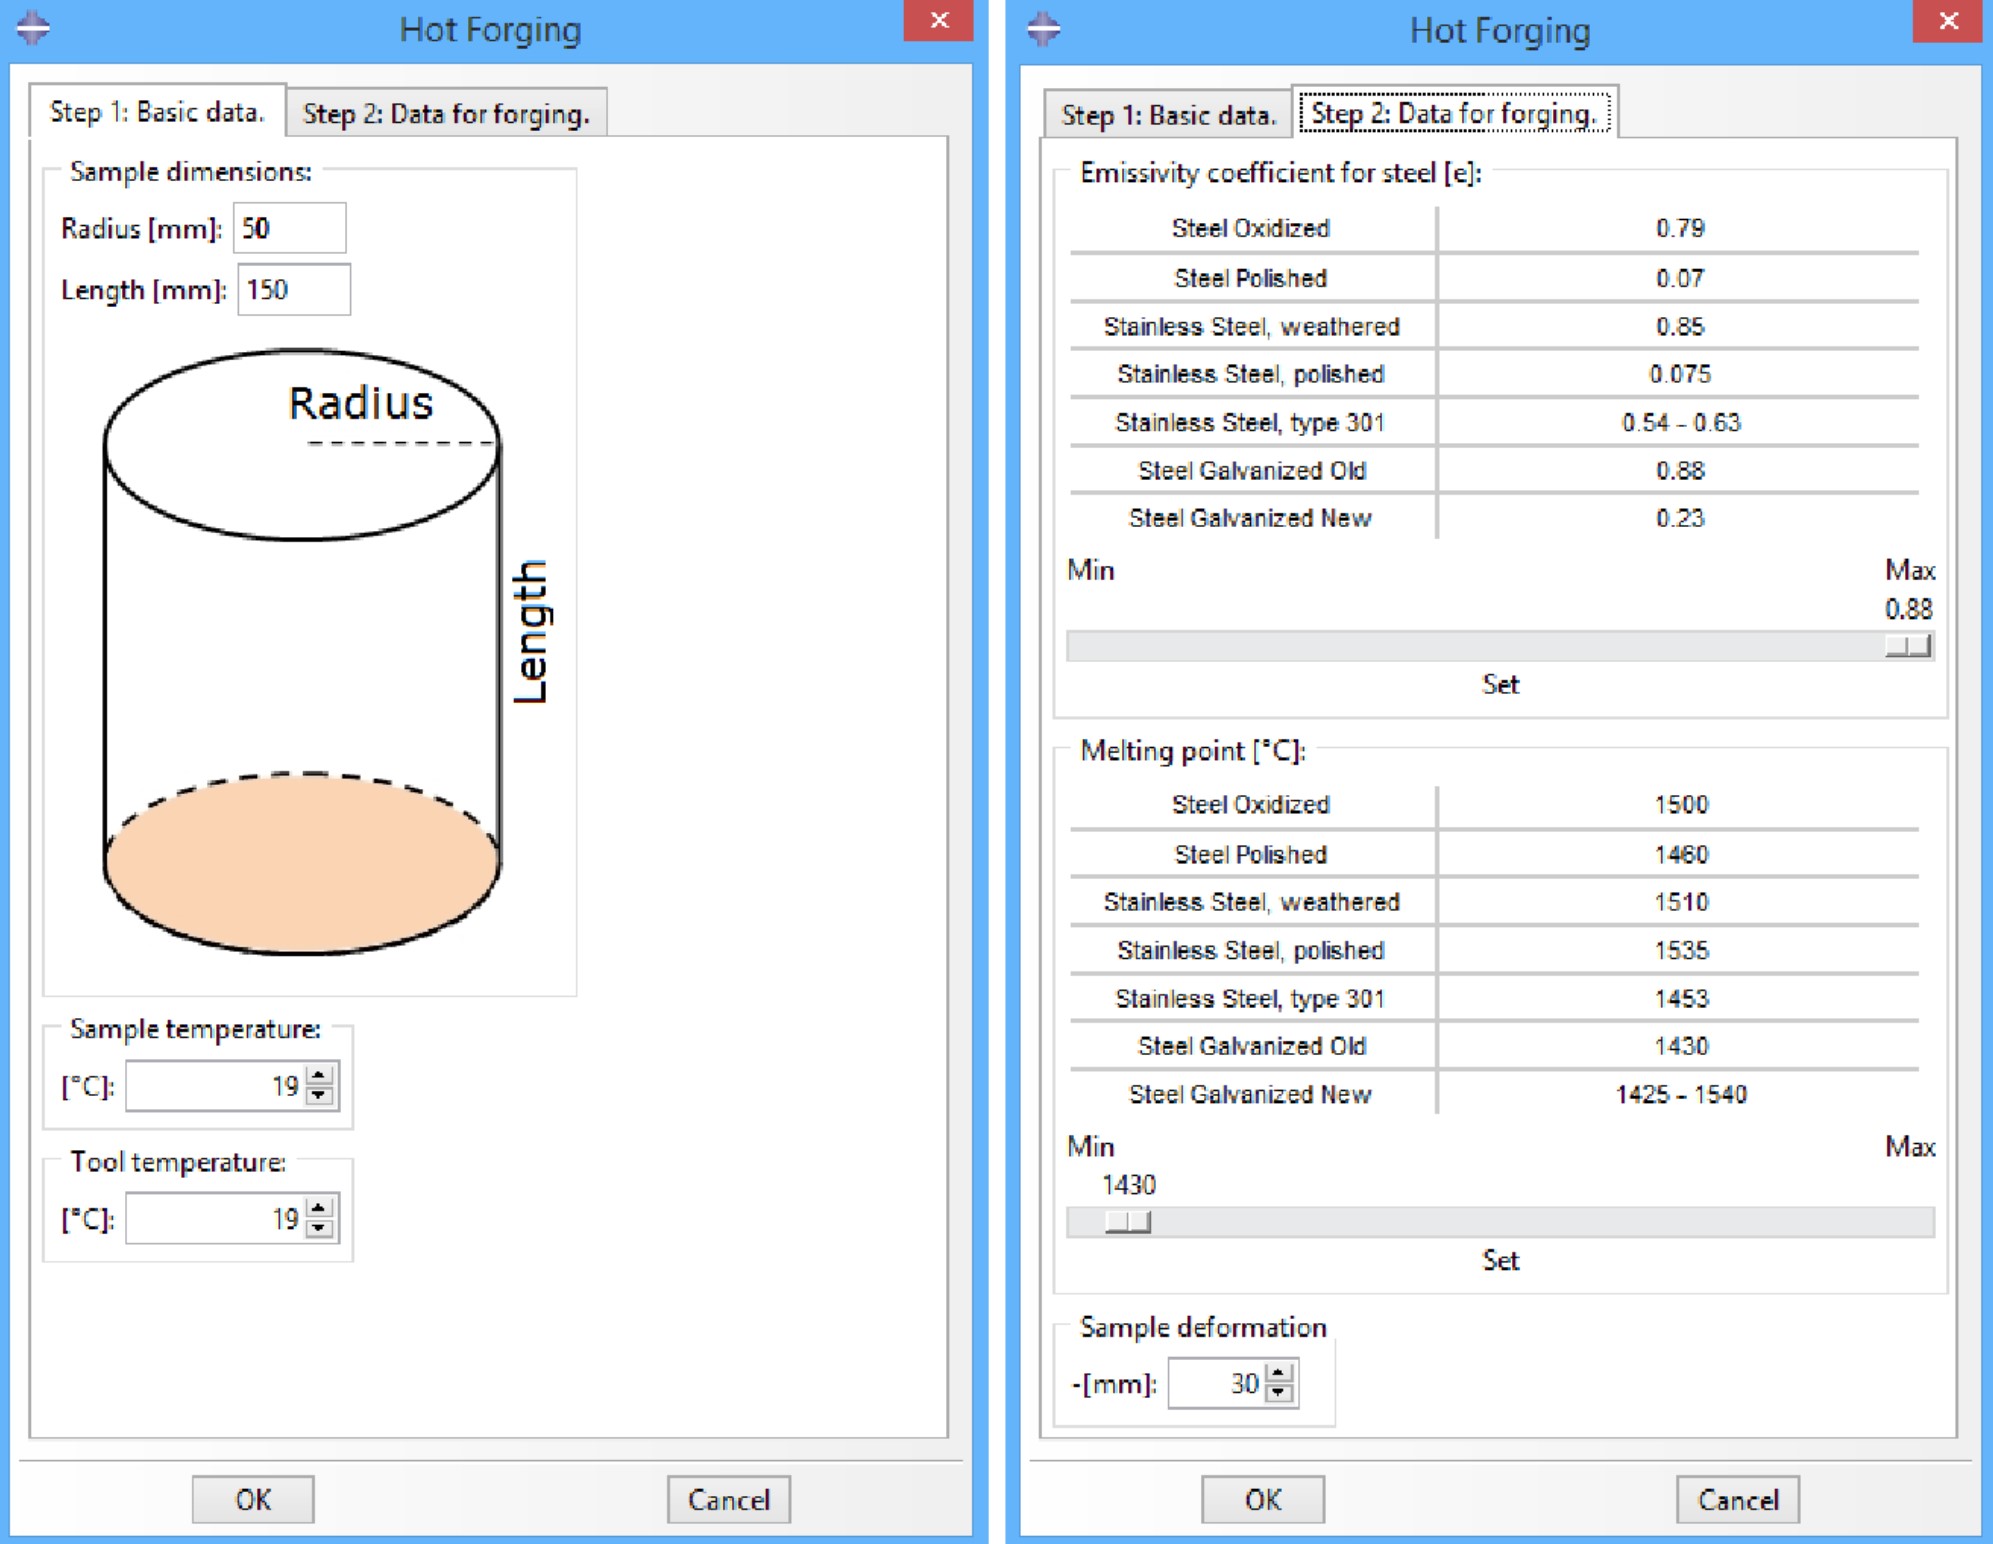 Hot Forging
Step 1: Basic data.
Step 2: Data for forging.
Sample dimensions:
Radius [mm]: 50
Length [mm]: 150
Radius
Length
Sample temperature:
[°C]: 19
Tool temperature:
[°C]: 19
OK
Cancel
Hot Forging
Step 1: Basic data.
Step 2: Data for forging.
Emissivity coefficient for steel [e]:
Steel Oxidized 0.79
Steel Polished 0.07
Stainless Steel, weathered 0.85
Stainless Steel, polished 0.075
Stainless Steel, type 301 0.54 - 0.63
Steel Galvanized Old 0.88
Steel Galvanized New 0.23
Min Max
0.88
Set
Melting point [°C]:
Steel Oxidized 1500
Steel Polished 1460
Stainless Steel, weathered 1510
Stainless Steel, polished 1535
Stainless Steel, type 301 1453
Steel Galvanized Old 1430
Steel Galvanized New 1425 - 1540
Min Max
1430
Set
Sample deformation
-[mm]: 30
OK
Cancel